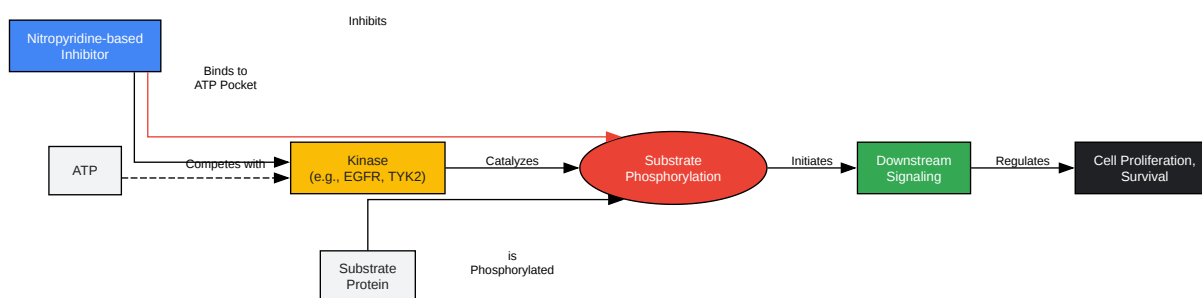 Inhibits
Nitropyridine-based
Inhibitor
Binds to
ATP Pocket
ATP
Competes with
Kinase
(e.g., EGFR, TYK2)
Catalyzes
Substrate
Phosphorylation
Initiates
Downstream
Signaling
Regulates
Cell Proliferation,
Survival
Substrate
Protein
is
Phosphorylated